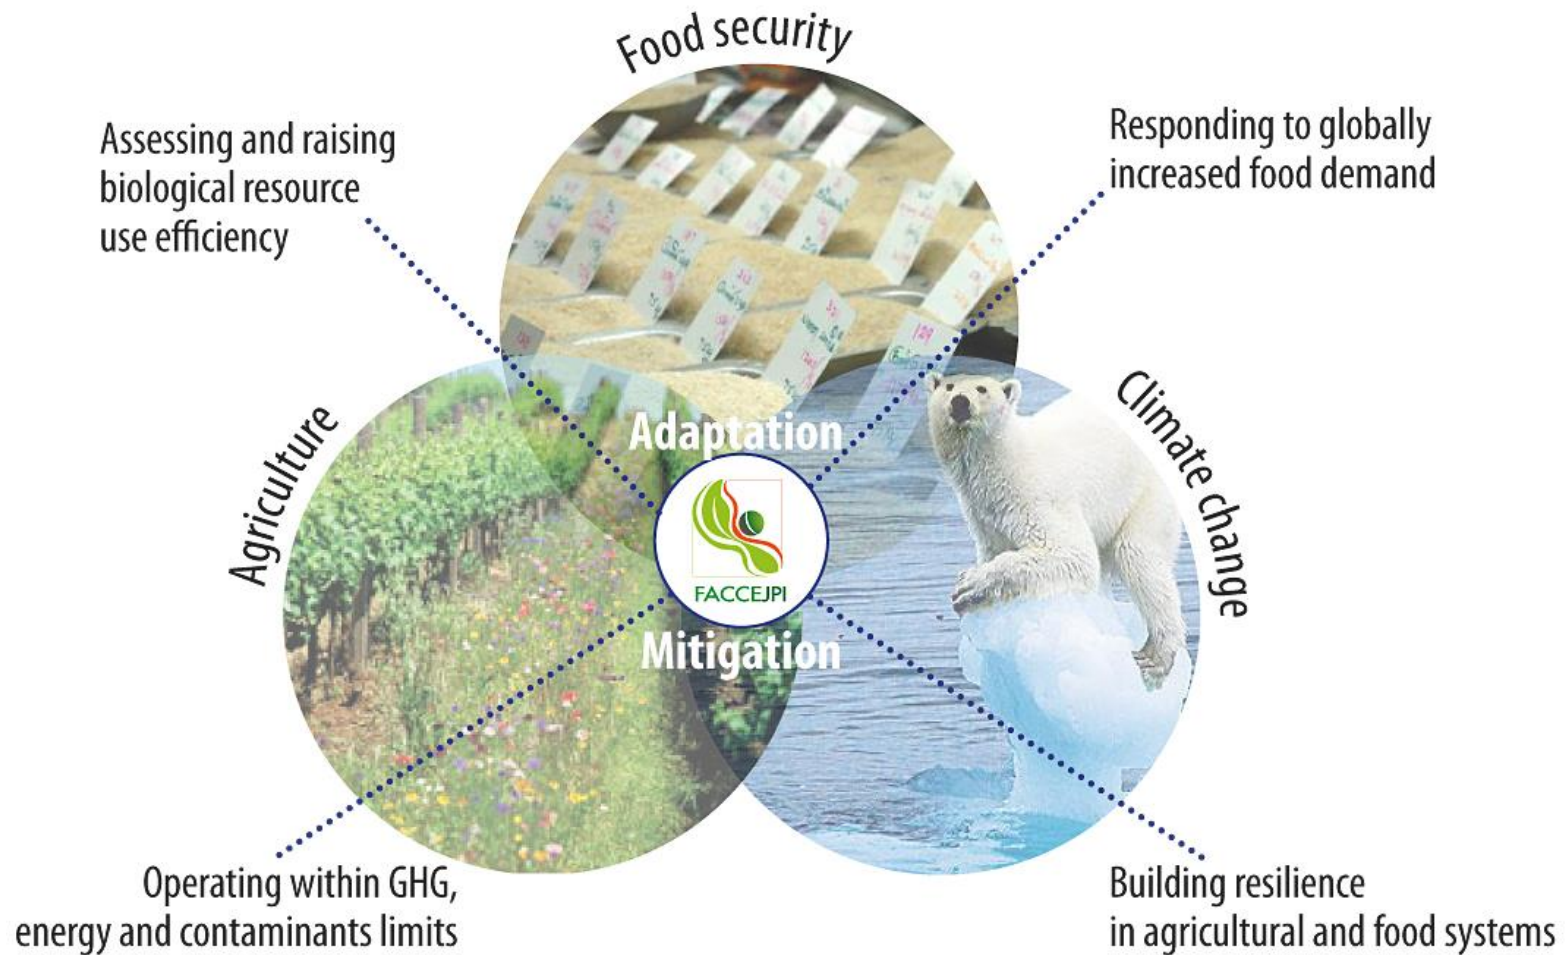 Food security
Assessing and raising
biological resource
use efficiency
Responding to globally
increased food demand
Agriculture
Climate change
Adaptation
FACCEJPI
Mitigation
Operating within GHG,
energy and contaminants limits
Building resilience
in agricultural and food systems